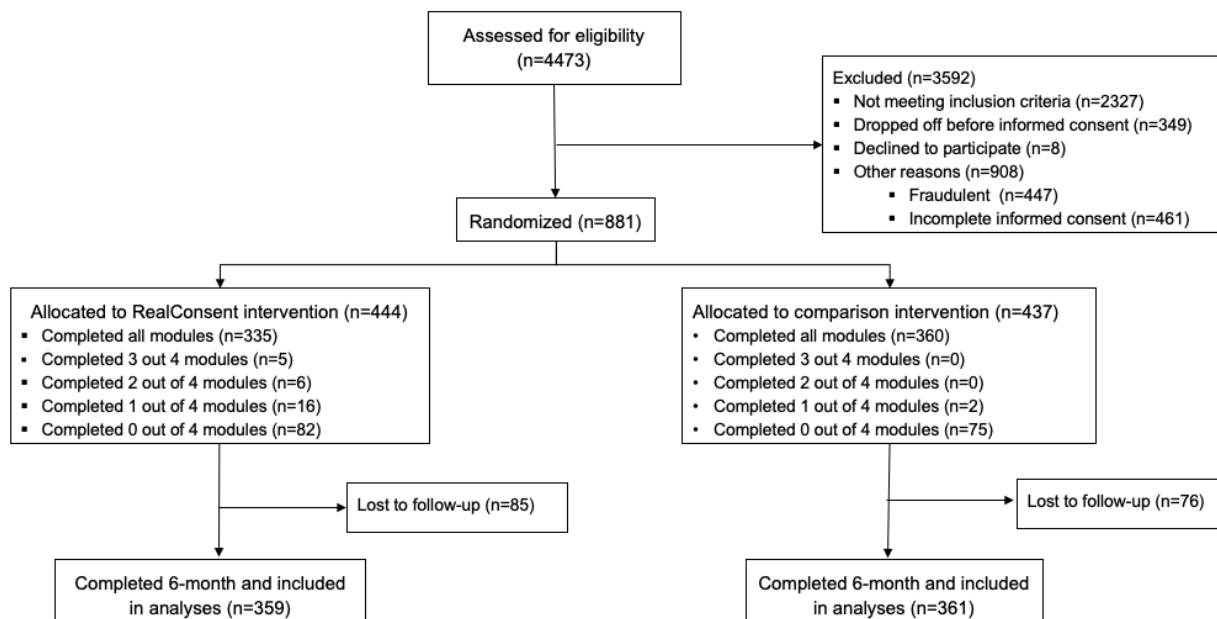 Assessed for eligibility
(n=4473)
Excluded (n=3592)
▪ Not meeting inclusion criteria (n=2327)
▪ Dropped off before informed consent (n=349)
▪ Declined to participate (n=8)
▪ Other reasons (n=908)
▪ Fraudulent (n=447)
▪ Incomplete informed consent (n=461)
Randomized (n=881)
Allocated to RealConsent intervention (n=444)
▪ Completed all modules (n=335)
▪ Completed 3 out 4 modules (n=5)
▪ Completed 2 out of 4 modules (n=6)
▪ Completed 1 out of 4 modules (n=16)
▪ Completed 0 out of 4 modules (n=82)
Allocated to comparison intervention (n=437)
• Completed all modules (n=360)
• Completed 3 out 4 modules (n=0)
• Completed 2 out of 4 modules (n=0)
• Completed 1 out of 4 modules (n=2)
• Completed 0 out of 4 modules (n=75)
Lost to follow-up (n=85)
Lost to follow-up (n=76)
Completed 6-month and included
in analyses (n=359)
Completed 6-month and included
in analyses (n=361)